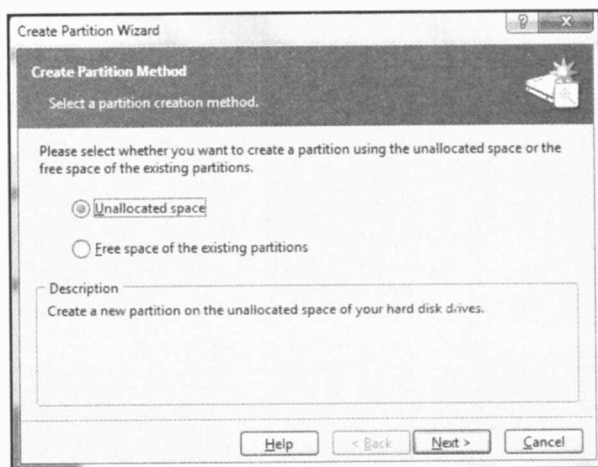 Create Partition Wizard
Create Partition Method
Select a partition creation method.
Please select whether you want to create a partition using the unallocated space or the
free space of the existing partitions.
Unallocated space
Free space of the existing partitions
Description
Create a new partition on the unallocated space of your hard disk drives.
Help
< Back
Next >
Cancel